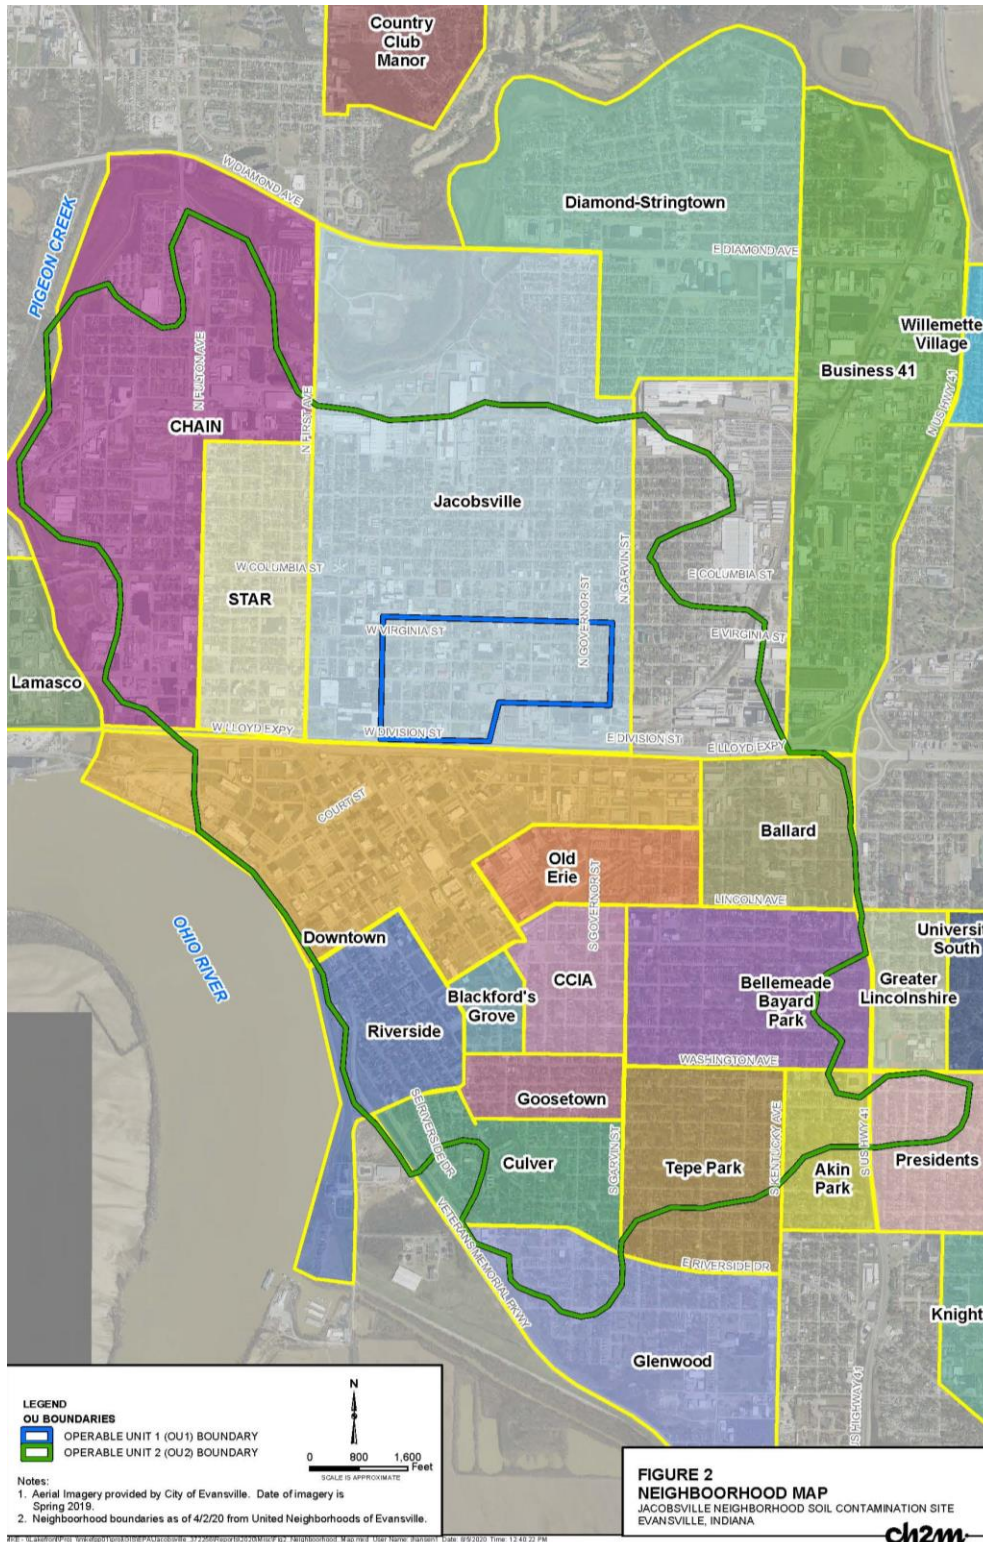 Country
Club
Manor
W DIAMOND AVE
PIGEON CREEK
Diamond-Stringtown
E DIAMOND AVE
Willemette
Village
Business 41
N US HWY 41
N FULTON AVE
CHAIN
N FIRST AVE
Jacobsville
W COLUMBIA ST
STAR
N GARVIN ST
E COLUMBIA ST
N GOVERNOR ST
W VIRGINIA ST
E VIRGINIA ST
Lamasco
W LLOYD EXPY
W DIVISION ST
E DIVISION ST
E LLOYD EXPY
COURT ST
Ballard
Old
Erie
S GOVERNOR ST
LINCOLN AVE
OHIO RIVER
Downtown
Universit
South
CCIA
Bellemeade
Bayard
Park
Greater
Lincolnshire
Blackford's
Grove
Riverside
WASHINGTON AVE
Goosetown
SE RIVERSIDE DR
S GARVIN ST
S KENTUCKY AVE
S US HWY 41
Culver
Tepe Park
Akin
Park
Presidents
VETERANS MEMORIAL PKWY
E RIVERSIDE DR
Knight
Glenwood
US HIGHWAY 41
LEGEND
OU BOUNDARIES
OPERABLE UNIT 1 (OU1) BOUNDARY
OPERABLE UNIT 2 (OU2) BOUNDARY
N
0 800 1,600
Feet
SCALE IS APPROXIMATE
Notes:
1. Aerial Imagery provided by City of Evansville. Date of imagery is
Spring 2019.
2. Neighboorhood boundaries as of 4/2/20 from United Neighborhoods of Evansville.
FIGURE 2
NEIGHBOORHOOD MAP
JACOBSVILLE NEIGHBORHOOD SOIL CONTAMINATION SITE
EVANSVILLE, INDIANA
ch2m